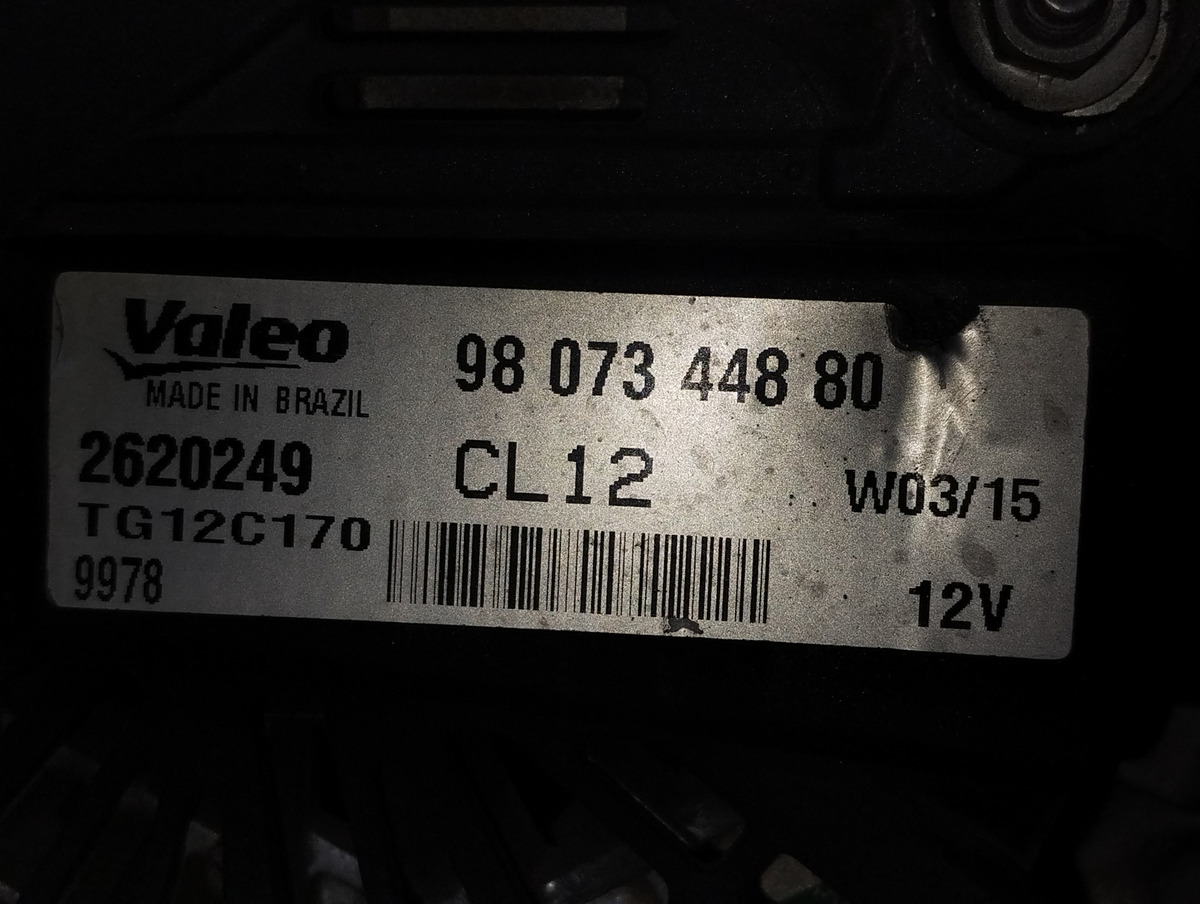 Valeo
MADE IN BRAZIL
98 073 448 80
2620249
CL12
W03/15
TG12C170
9978
12V